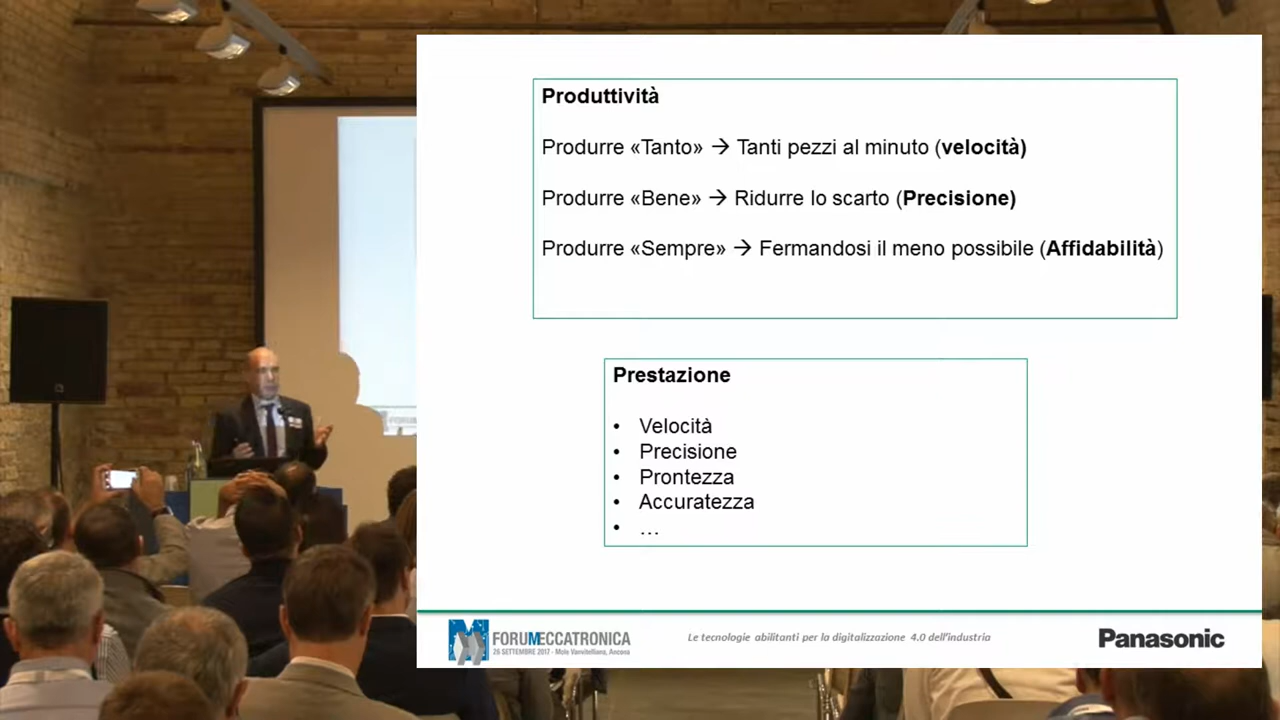 Produttività
Produrre «Tanto» → Tanti pezzi al minuto (velocità)
Produrre «Bene» → Ridurre lo scarto (Precisione)
Produrre «Sempre» → Fermandosi il meno possibile (Affidabilità)
Prestazione
• Velocità
• Precisione
• Prontezza
• Accuratezza
• …
FORUMECCATRONICA
26 SETTEMBRE 2017 - Mole Vanvitelliana, Ancona
Le tecnologie abilitanti per la digitalizzazione 4.0 dell'industria
Panasonic